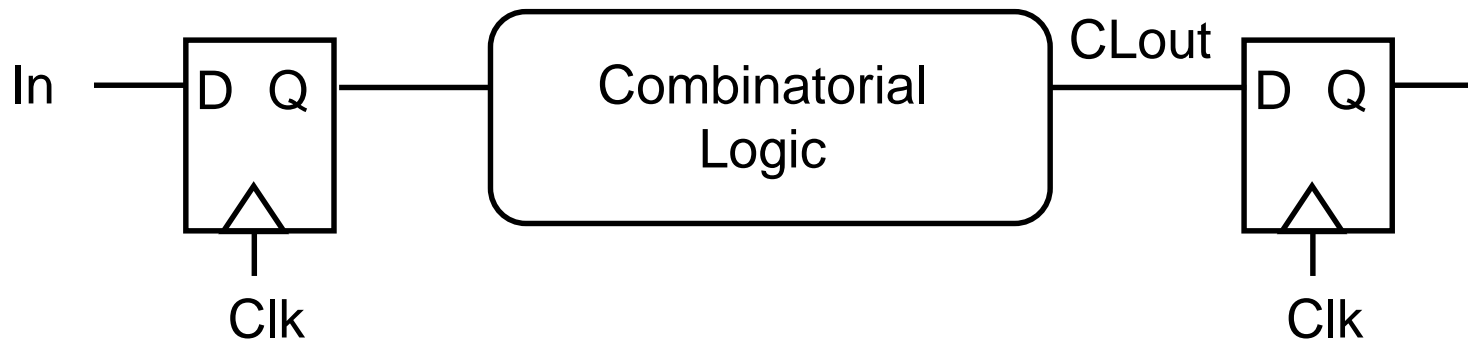 In
D Q
Clk
Combinatorial
Logic
CLout
D Q
Clk